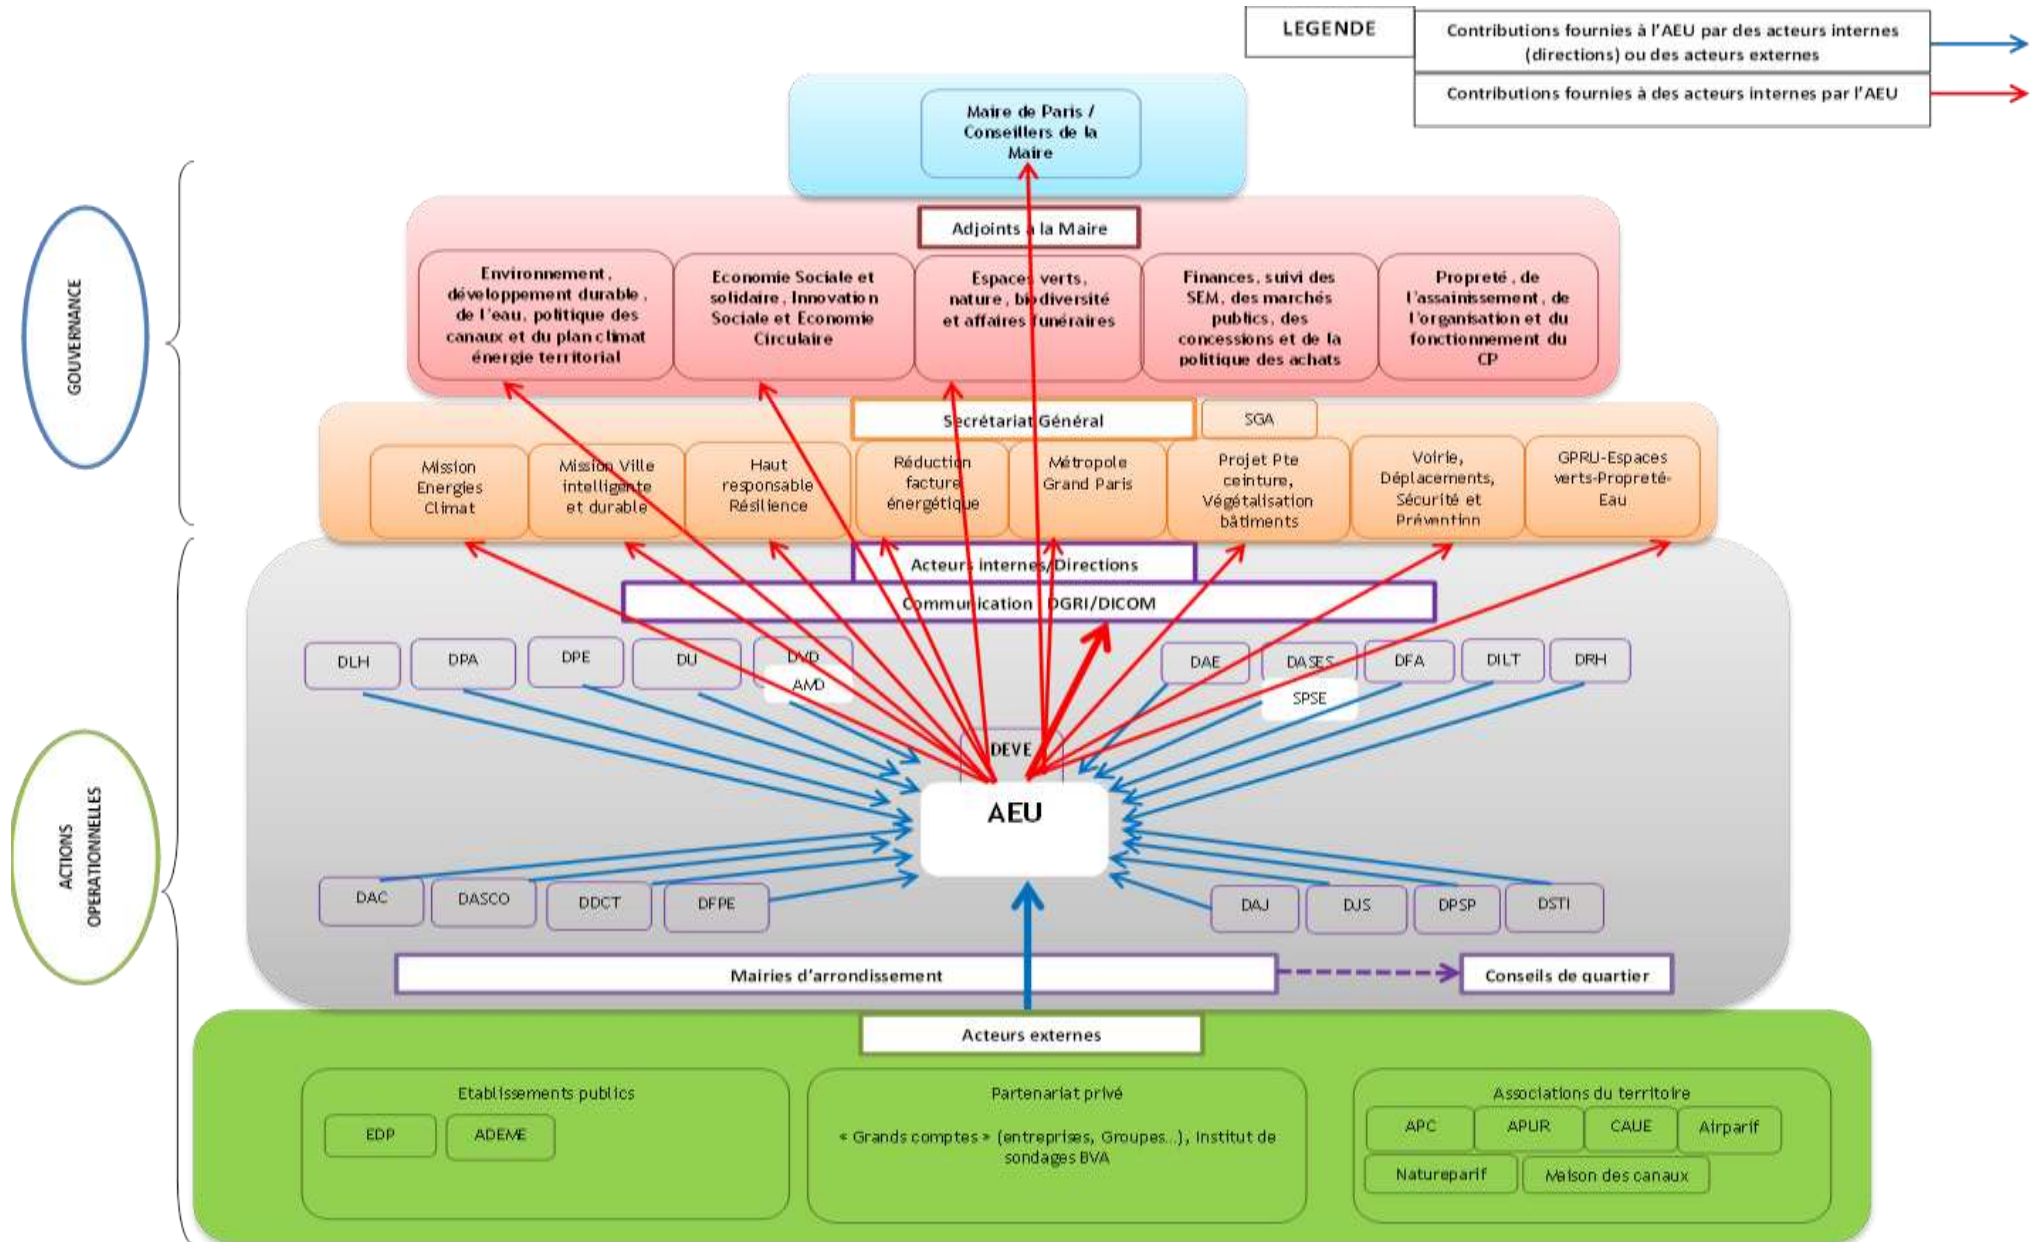 LEGENDE
Contributions fournies à l'AEU par des acteurs internes
(directions) ou des acteurs externes
Contributions fournies à des acteurs internes par l'AEU
Maire de Paris /
Conseillers de la
Maire
GOUVERNANCE
Adjoints à la Maire
Environnement,
développement durable,
de l'eau, politique des
canaux et du plan climat
énergie territorial
Economie Sociale et
solidaire, Innovation
Sociale et Economie
Circulaire
Espaces verts,
nature, biodiversité
et affaires funéraires
Finances, suivi des
SEM, des marchés
publics, des
concessions et de la
politique des achats
Propreté, de
l'assainissement, de
l'organisation et du
fonctionnement du
CP
Secrétariat Général
SGA
Mission
Energies
Climat
Mission Ville
intelligente
et durable
Haut
responsable
Résilience
Réduction
facture
énergétique
Métropole
Grand Paris
Projet Pte
ceinture,
Végétalisation
bâtiments
Voirie,
Déplacements,
Sécurité et
Prévention
GPRU-Espaces
verts-Propreté-
Eau
ACTIONS
OPERATIONNELLES
Acteurs internes/Directions
Communication DGRI/DICOM
DLH
DPA
DPE
DU
DVD
AMD
DAE
DASES
SPSE
DFA
DILT
DRH
DEVE
AEU
DAC
DASCO
DDCT
DFPE
DAJ
DJS
DPSP
DSTI
Mairies d'arrondissement
Conseils de quartier
Acteurs externes
Etablissements publics
EDP
ADEME
Partenariat privé
« Grands comptes » (entreprises, Groupes…), Institut de
sondages BVA
Associations du territoire
APC
APUR
CAUE
Airparif
Natureparif
Maison des canaux